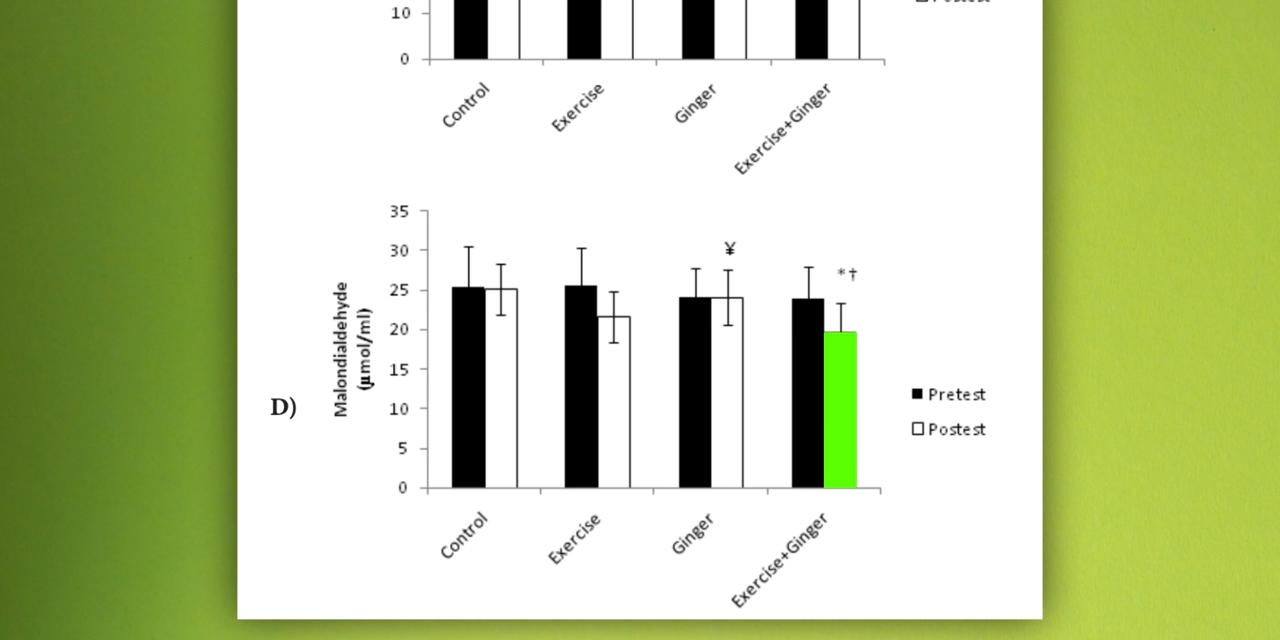 10
0
Control
Exercise
Ginger
Exercise+Ginger
35
30
25
20
15
10
5
0
Malondialdehyde
(µmol/ml)
¥
*†
D)
Pretest
Postest
Control
Exercise
Ginger
Exercise+Ginger